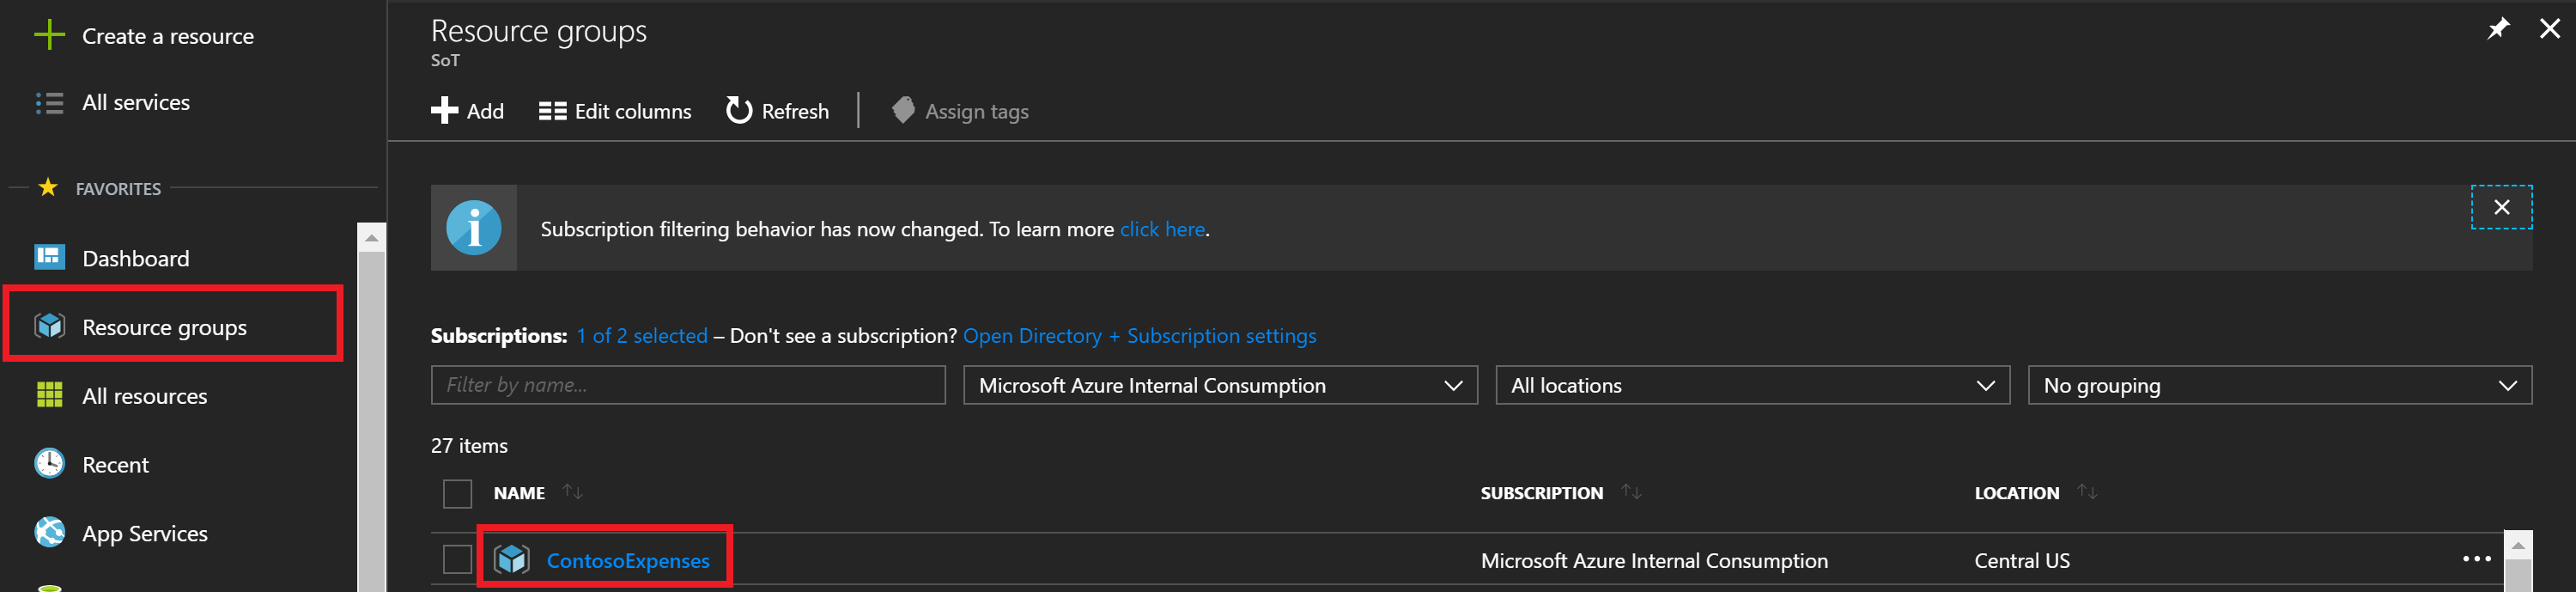 Create a resource
All services
FAVORITES
Dashboard
Resource groups
All resources
Recent
App Services
Resource groups
SoT
Add Edit columns Refresh Assign tags
Subscription filtering behavior has now changed. To learn more click here.
Subscriptions: 1 of 2 selected – Don't see a subscription? Open Directory + Subscription settings
Filter by name... Microsoft Azure Internal Consumption All locations No grouping
27 items
NAME SUBSCRIPTION LOCATION
ContosoExpenses Microsoft Azure Internal Consumption Central US